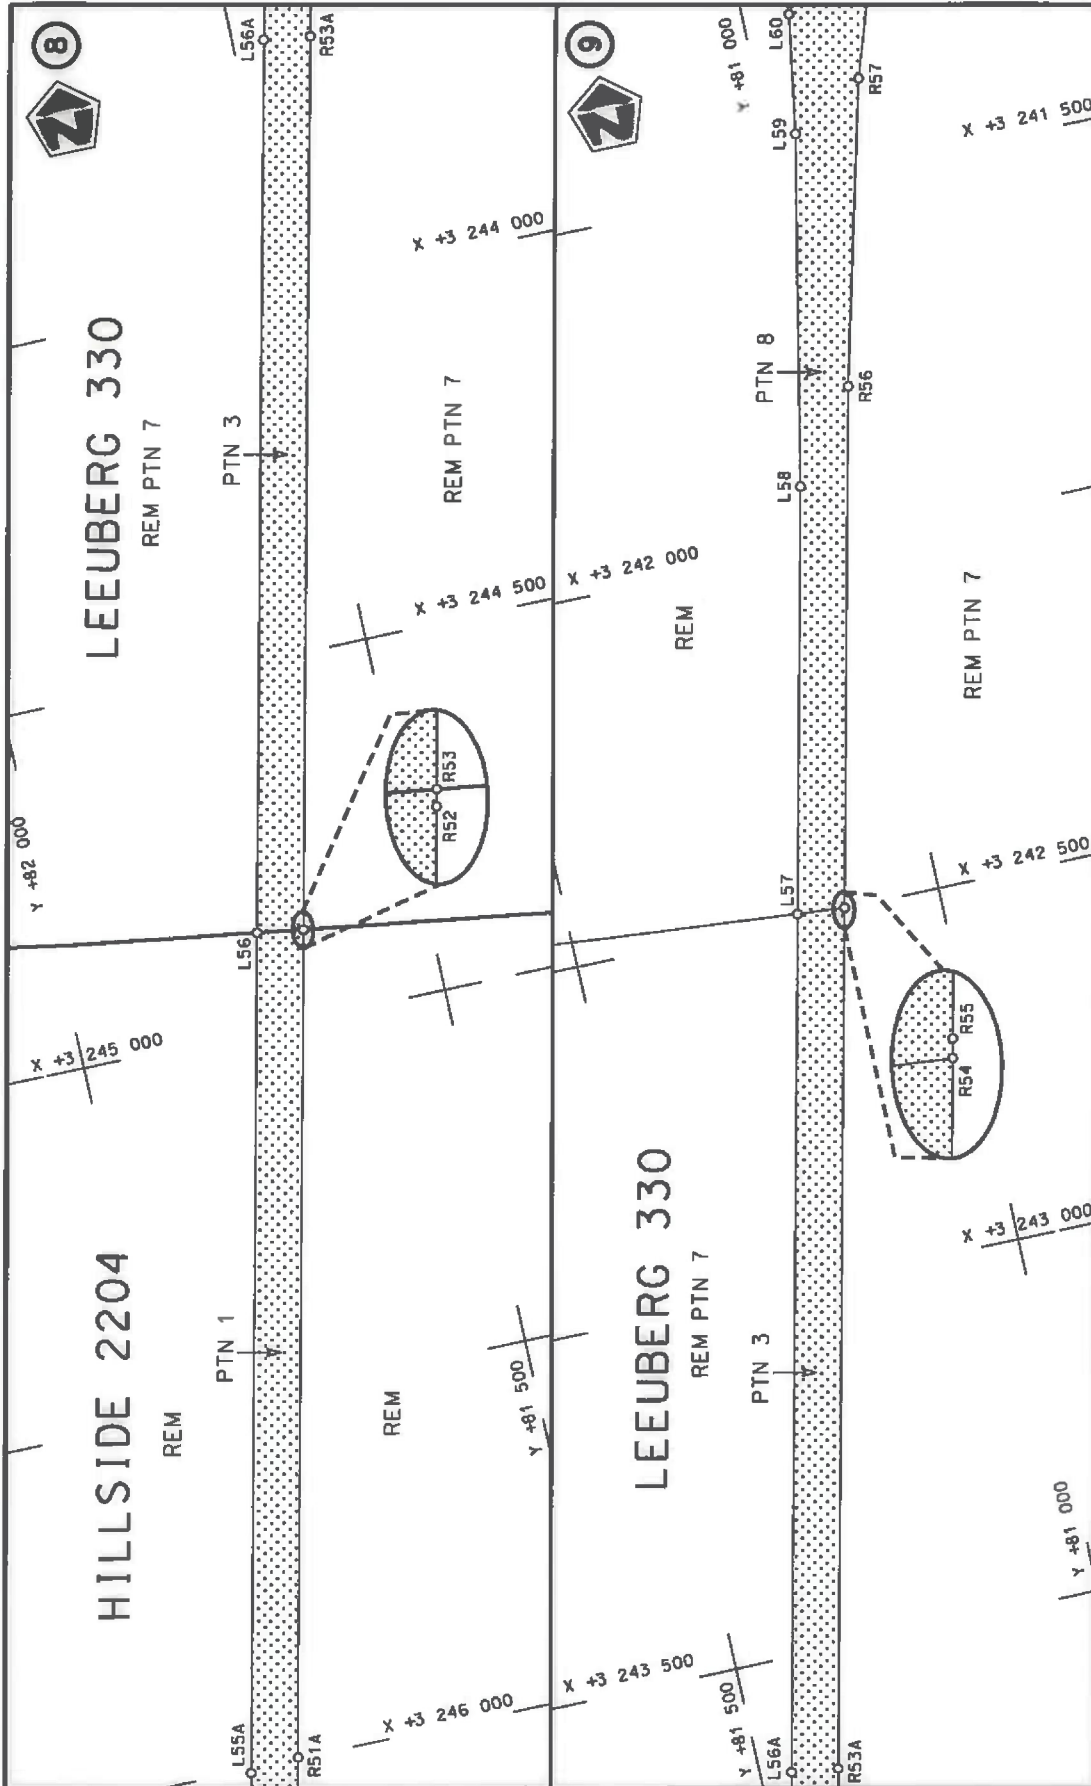 8
N
HILLSIDE 2204
REM
PTN 1
REM
LEEUBERG 330
REM PTN 7
PTN 3
REM PTN 7
Y +82 000
X +3 245 000
X +3 246 000
Y +81 500
X +3 244 500
X +3 244 000
L55A
R51A
L56
R52
R53
L56A
R53A
9
N
LEEUBERG 330
REM PTN 7
PTN 3
REM
PTN 8
REM PTN 7
X +3 243 500
Y +81 500
X +3 242 000
Y +81 000
X +3 241 500
X +3 242 500
X +3 243 000
Y +81 000
L56A
R53A
L57
R54
R55
L58
R56
L59
R57
L60